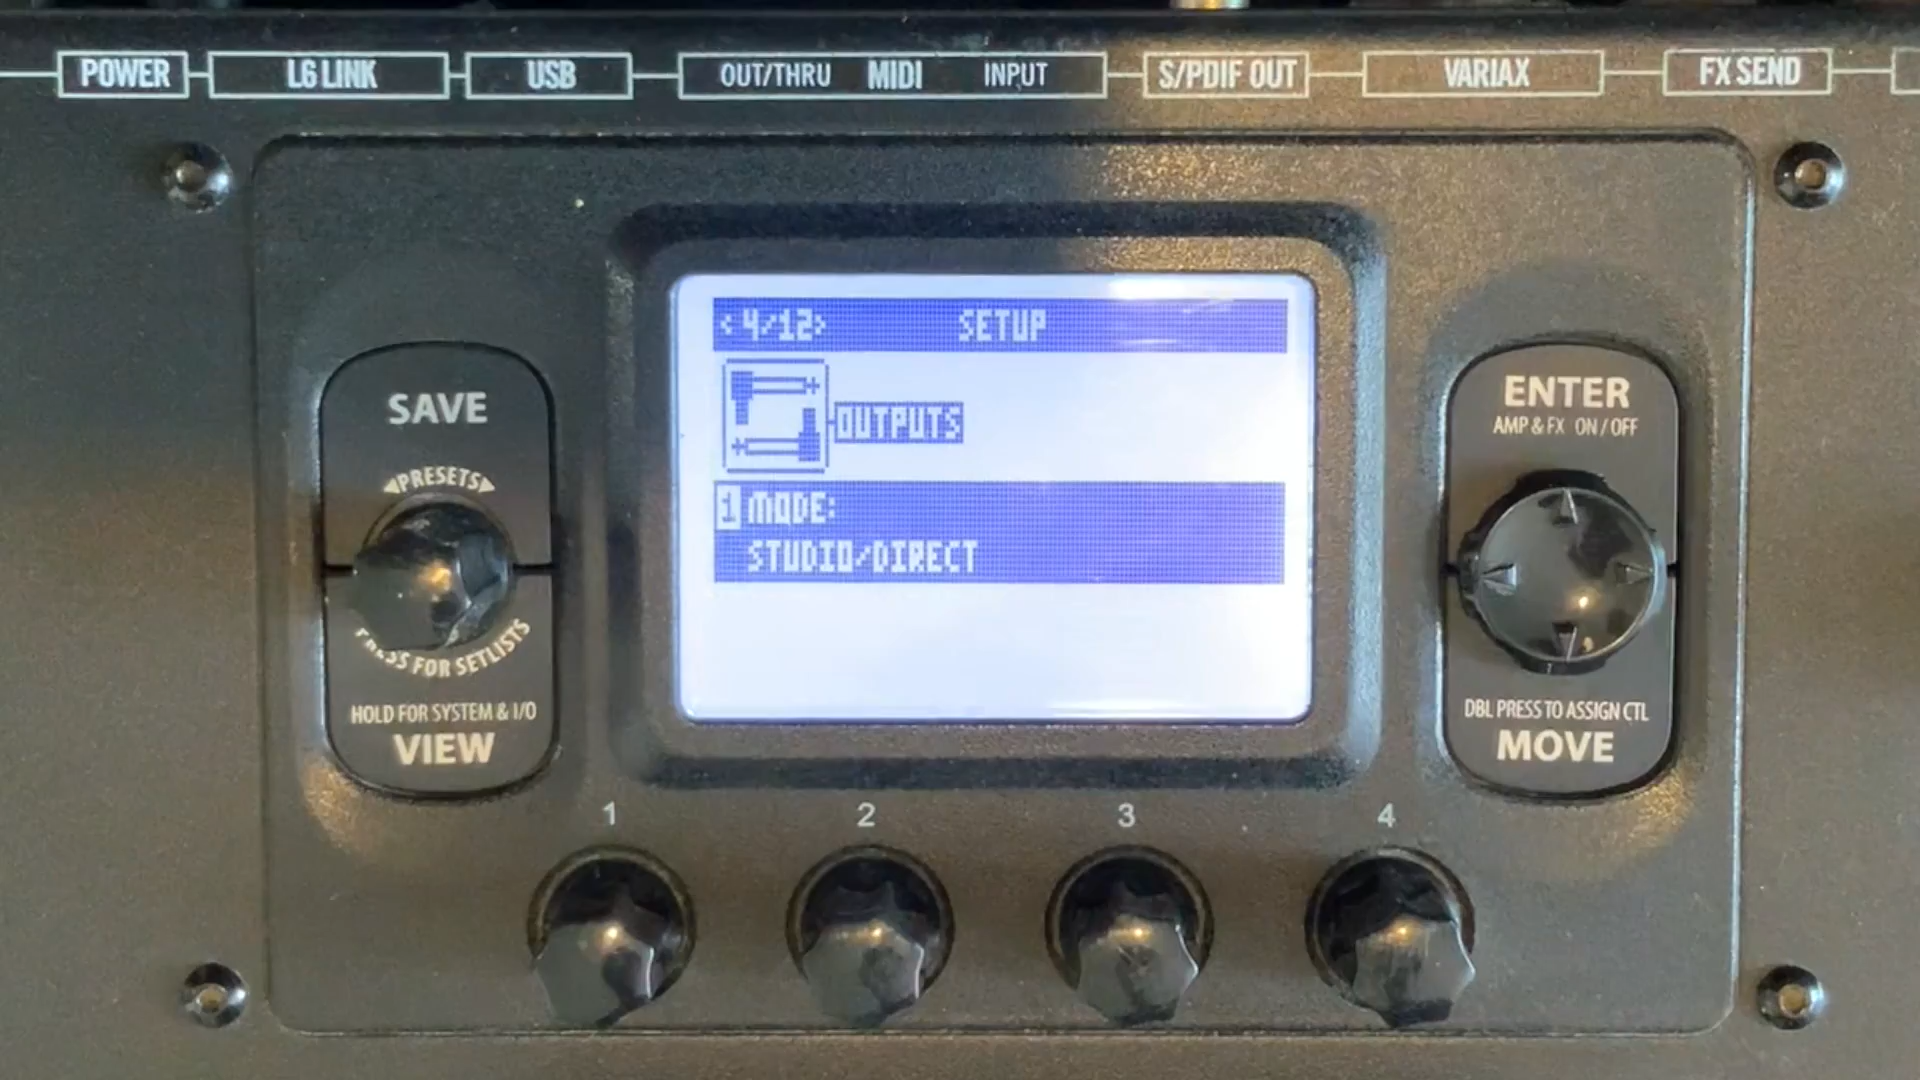 POWER L6 LINK USB OUT/THRU MIDI INPUT S/PDIF OUT VARIAX FX SEND
<4/12> SETUP
OUTPUTS
1 MODE:
STUDIO/DIRECT
SAVE
◀PRESETS▶
PRESS FOR SETLISTS
HOLD FOR SYSTEM & I/O
VIEW
ENTER
AMP & FX ON / OFF
DBL PRESS TO ASSIGN CTL
MOVE
1 2 3 4